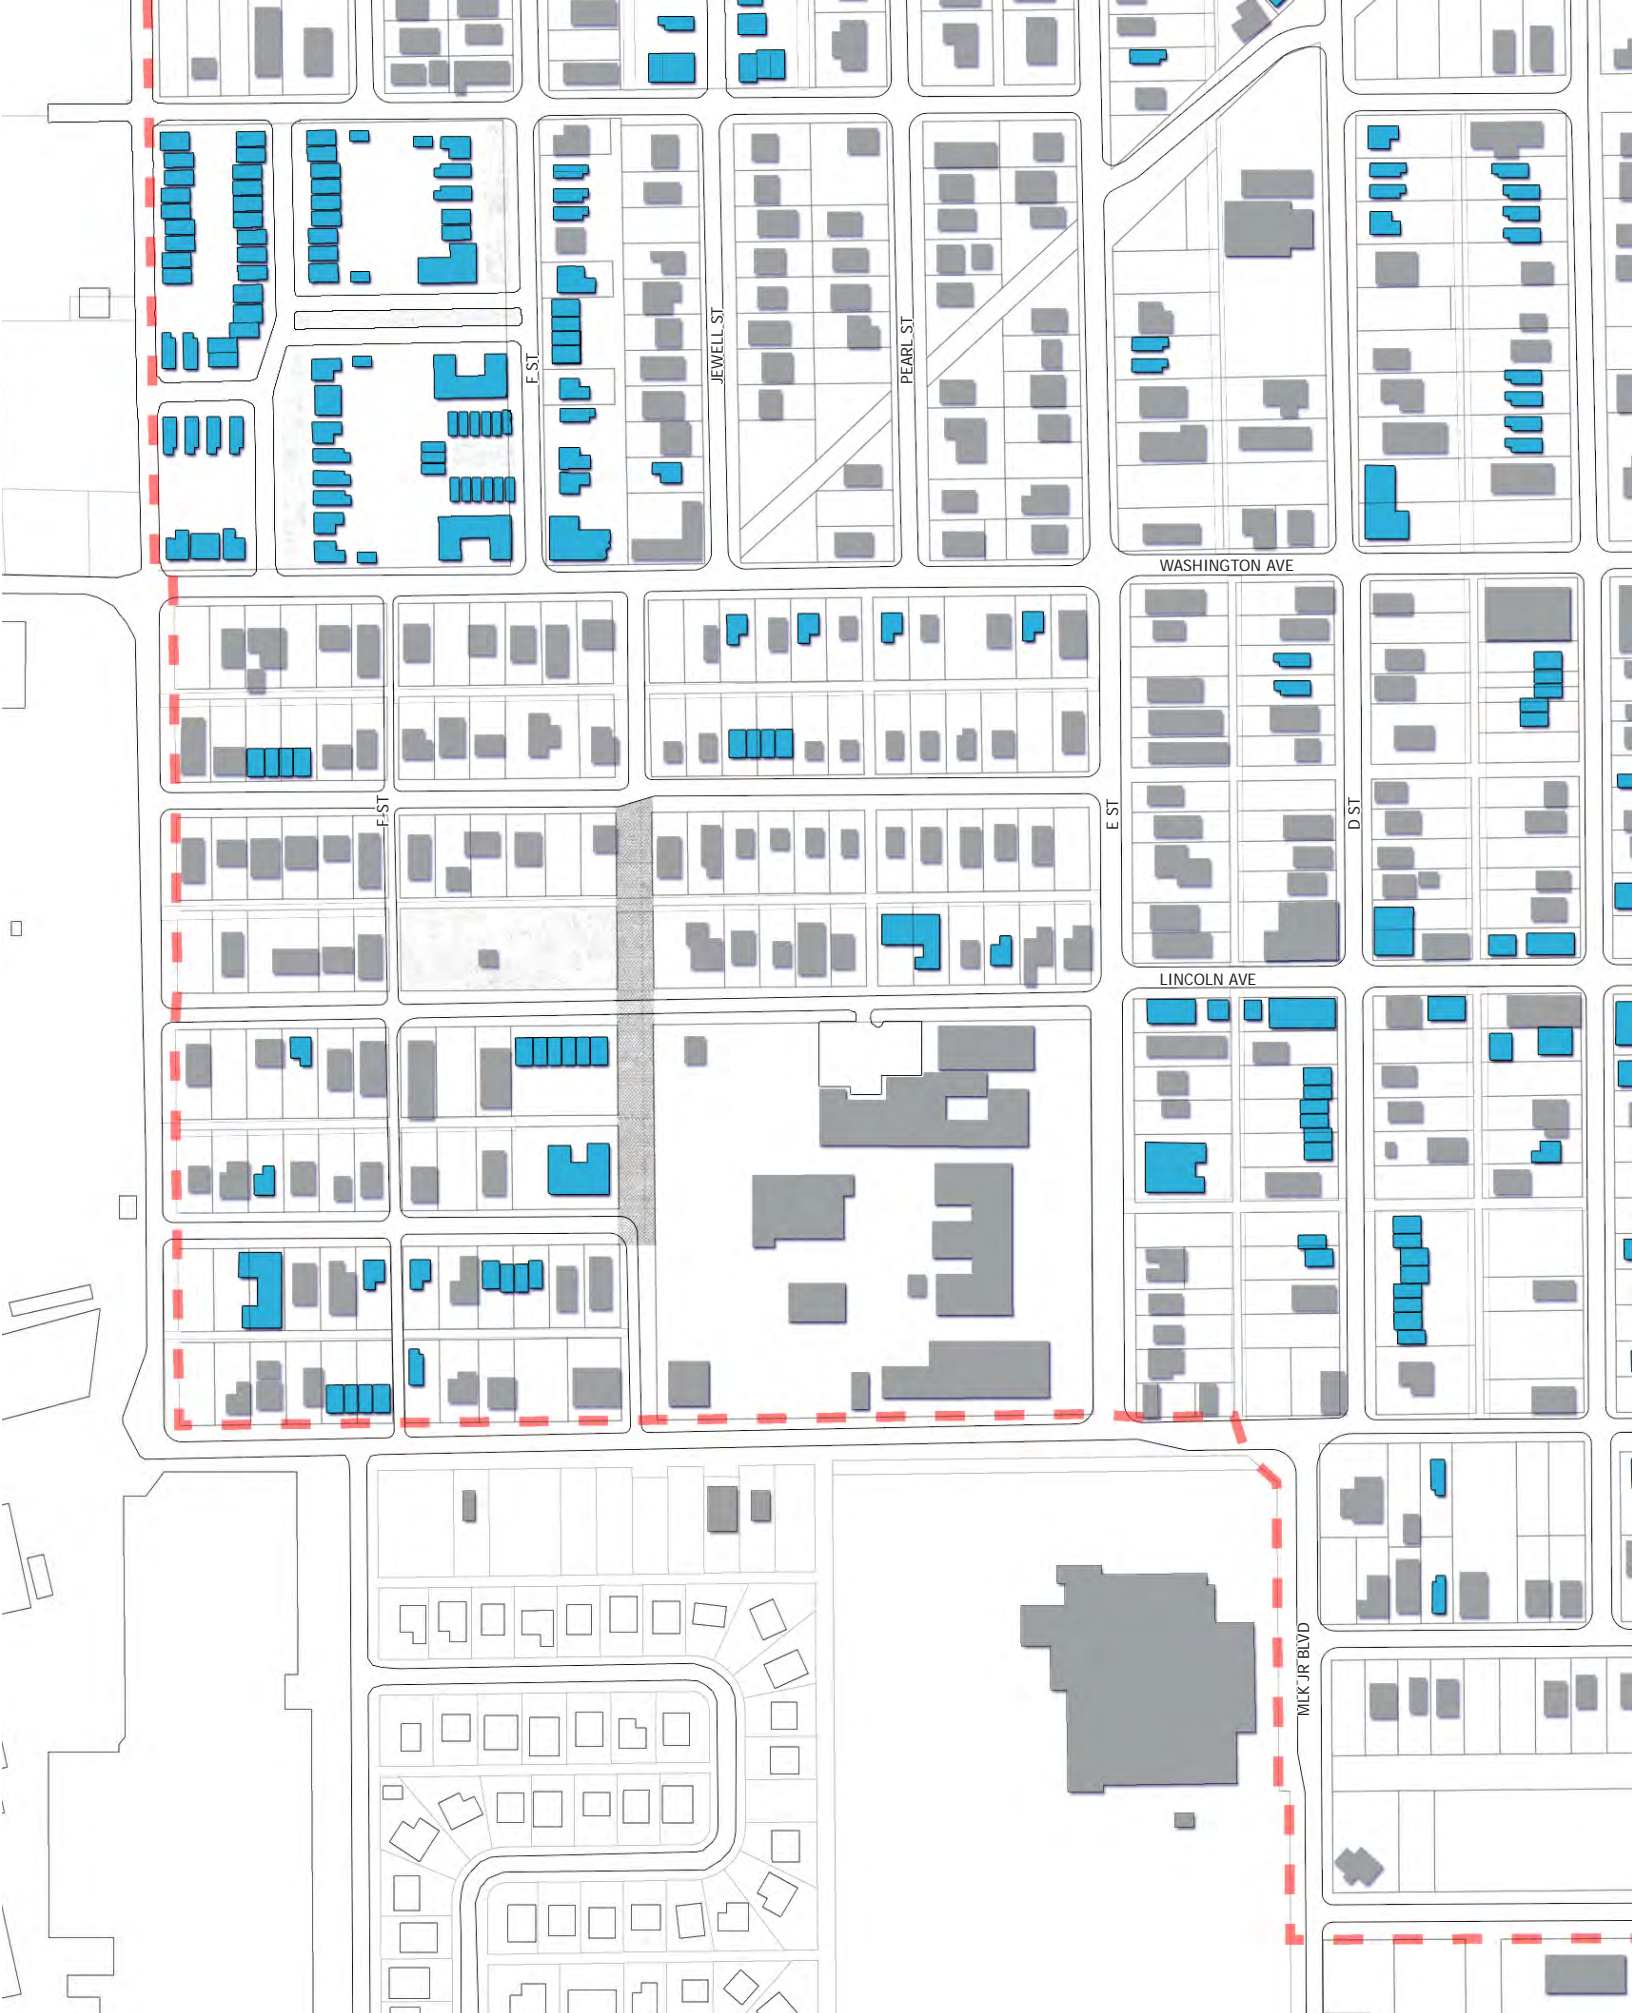 F ST
JEWELL ST
PEARL ST
WASHINGTON AVE
F ST
E ST
D ST
LINCOLN AVE
MLK JR BLVD